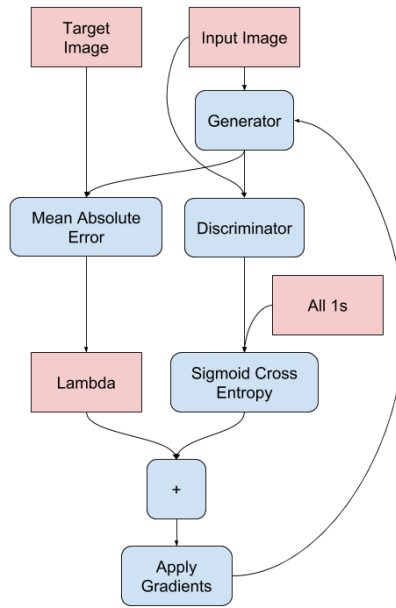 Target
Image
Input Image
Generator
Mean Absolute
Error
Discriminator
All 1s
Lambda
Sigmoid Cross
Entropy
+
Apply
Gradients